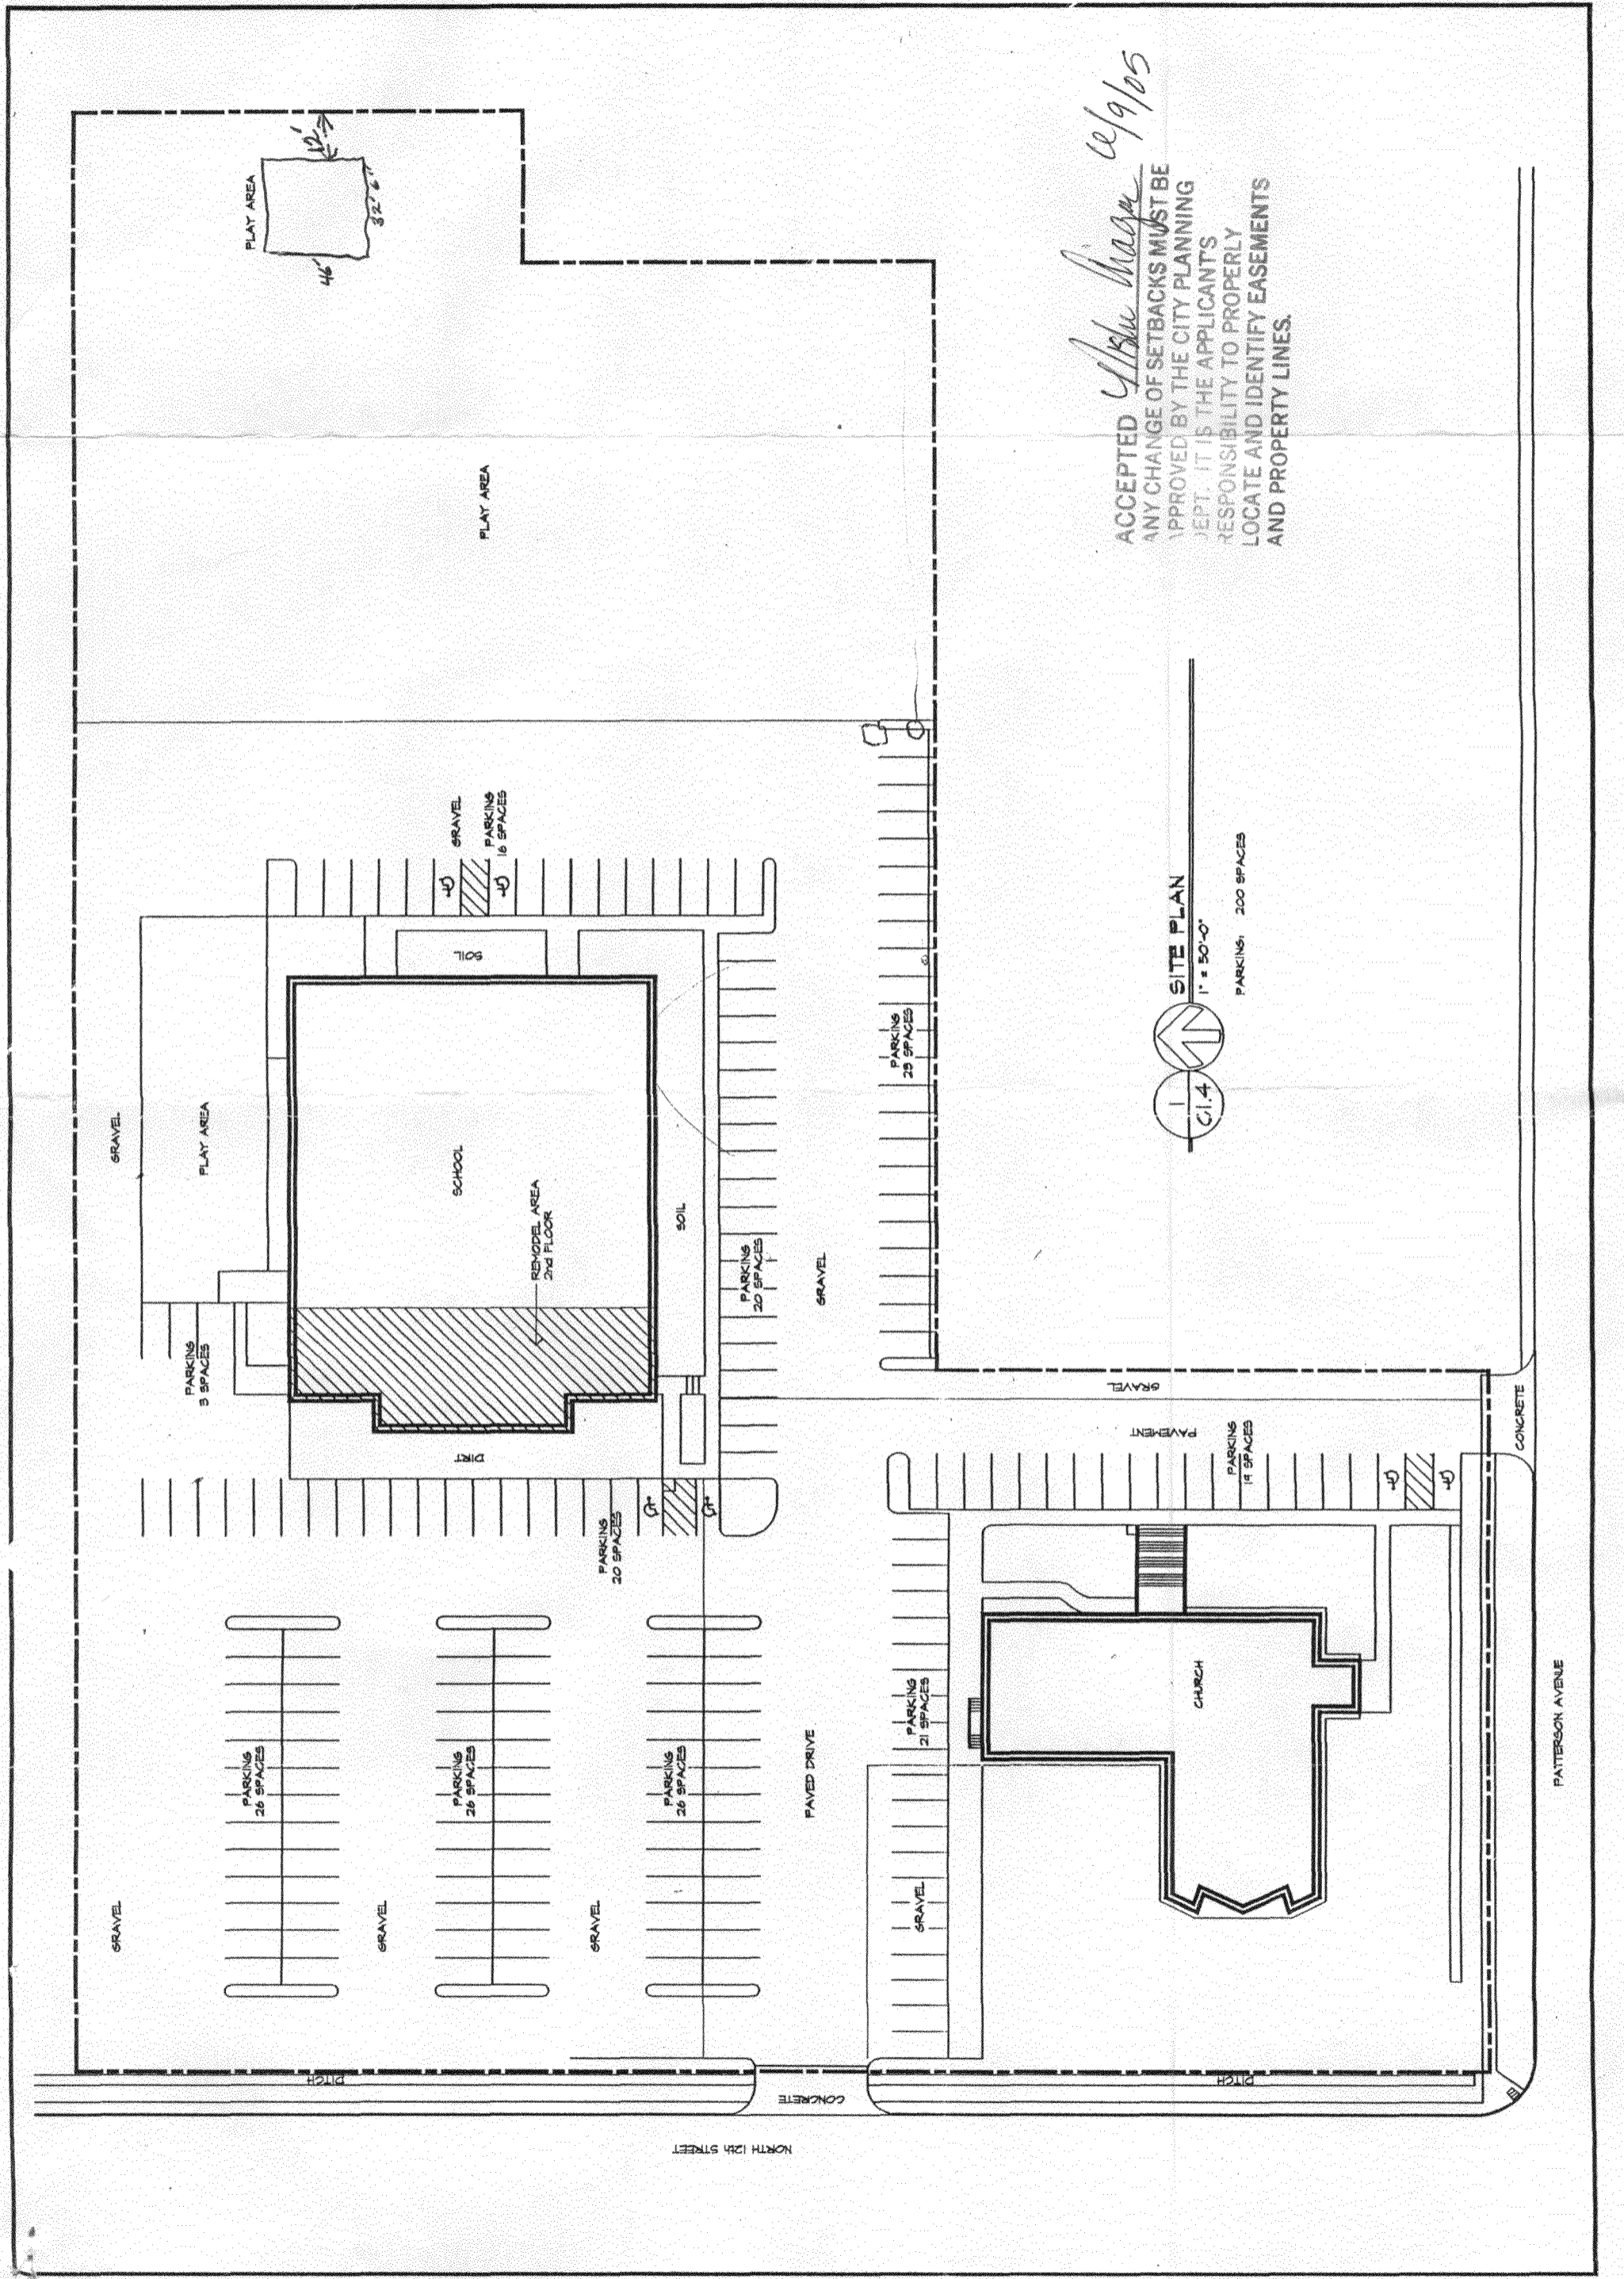 PLAY AREA
12'
32' 6"
46'
PLAY AREA
ACCEPTED 6/9/05
ANY CHANGE OF SETBACKS MUST BE
APPROVED BY THE CITY PLANNING
DEPT. IT IS THE APPLICANT'S
RESPONSIBILITY TO PROPERLY
LOCATE AND IDENTIFY EASEMENTS
AND PROPERTY LINES.
GRAVEL
PARKING
16 SPACES
SOIL
GRAVEL
PLAY AREA
SCHOOL
REMODEL AREA
2nd FLOOR
SOIL
PARKING
20 SPACES
GRAVEL
PARKING
23 SPACES
SITE PLAN
1" = 50'-0"
PARKING: 200 SPACES
1
C1.4
PARKING
3 SPACES
DIRT
PARKING
20 SPACES
GRAVEL
PAVEMENT
PARKING
19 SPACES
CONCRETE
PARKING
26 SPACES
PARKING
26 SPACES
PARKING
26 SPACES
PAVED DRIVE
PARKING
21 SPACES
CHURCH
PATTERSON AVENUE
GRAVEL
GRAVEL
GRAVEL
GRAVEL
DITCH
CONCRETE
DITCH
NORTH 12th STREET